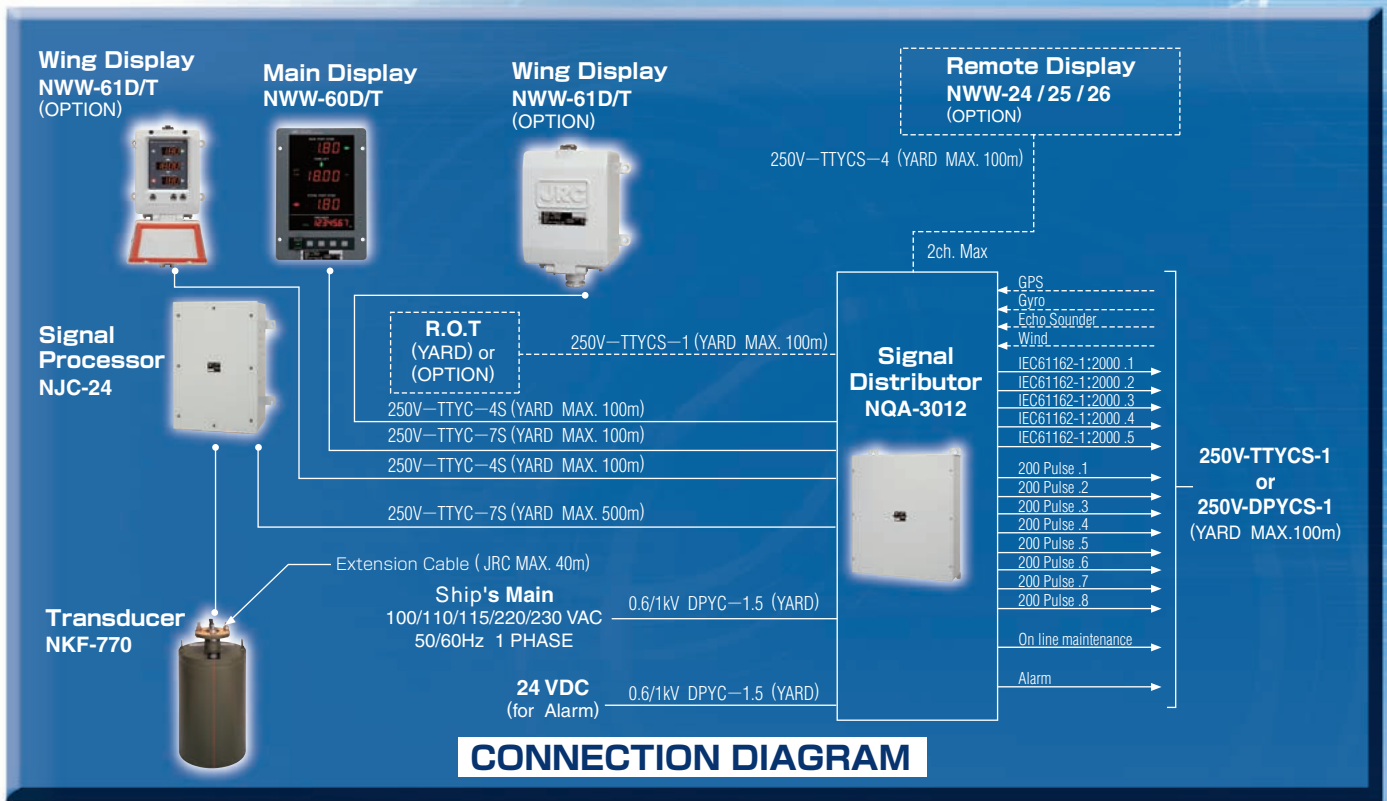 Wing Display
NWW-61D/T
(OPTION)
Main Display
NWW-60D/T
Wing Display
NWW-61D/T
(OPTION)
Remote Display
NWW-24 / 25 / 26
(OPTION)
250V-TTYCS-4 (YARD MAX. 100m)
2ch. Max
1.80
18.00
1.80
1234567
JRC
Signal
Processor
NJC-24
R.O.T
(YARD) or
(OPTION)
250V-TTYCS-1 (YARD MAX. 100m)
250V-TTYC-4S (YARD MAX. 100m)
250V-TTYC-7S (YARD MAX. 100m)
250V-TTYC-4S (YARD MAX. 100m)
250V-TTYC-7S (YARD MAX. 500m)
Extension Cable ( JRC MAX. 40m)
Transducer
NKF-770
Ship's Main
100/110/115/220/230 VAC
50/60Hz 1 PHASE
0.6/1kV DPYC-1.5 (YARD)
24 VDC
(for Alarm)
0.6/1kV DPYC-1.5 (YARD)
Signal
Distributor
NQA-3012
GPS
Gyro
Echo Sounder
Wind
IEC61162-1:2000 .1
IEC61162-1:2000 .2
IEC61162-1:2000 .3
IEC61162-1:2000 .4
IEC61162-1:2000 .5
200 Pulse .1
200 Pulse .2
200 Pulse .3
200 Pulse .4
200 Pulse .5
200 Pulse .6
200 Pulse .7
200 Pulse .8
On line maintenance
Alarm
250V-TTYCS-1
or
250V-DPYCS-1
(YARD MAX.100m)
CONNECTION DIAGRAM